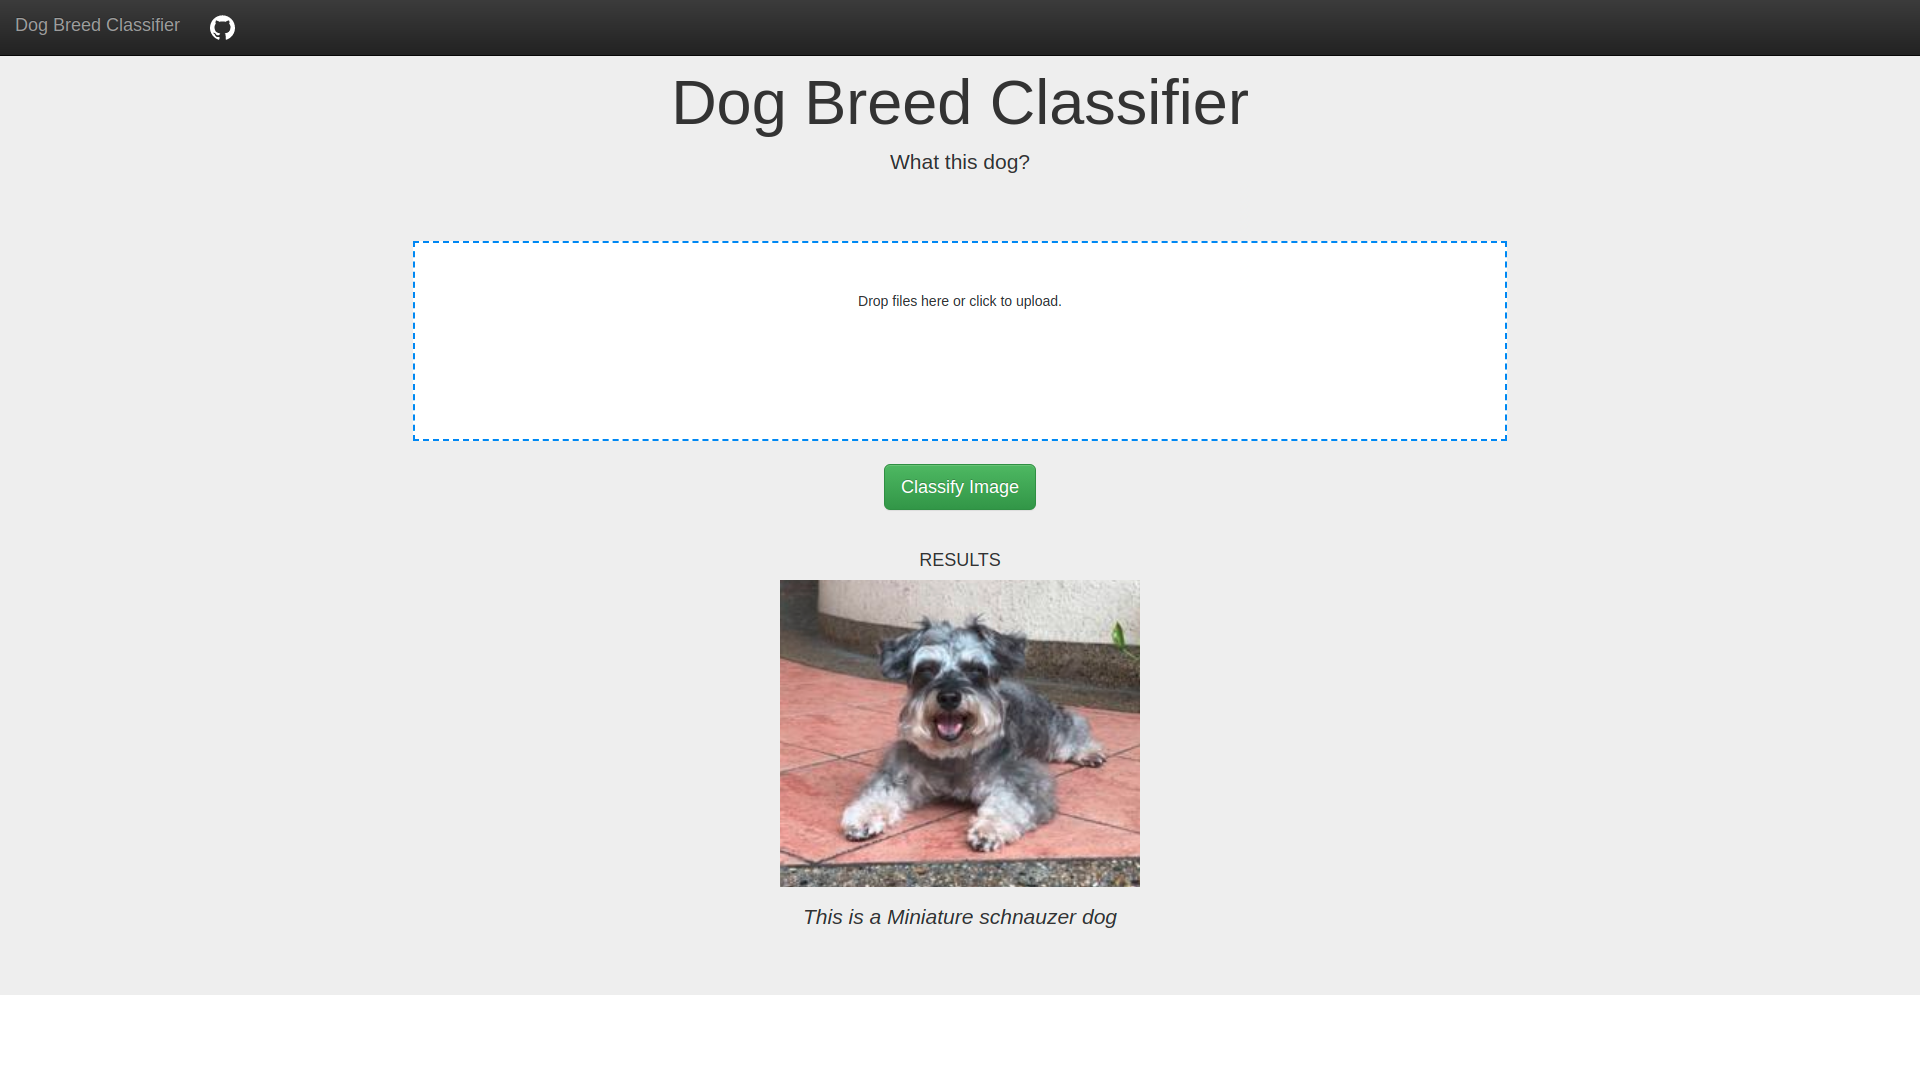 Dog Breed Classifier
Dog Breed Classifier
What this dog?
Drop files here or click to upload.
Classify Image
RESULTS
This is a Miniature schnauzer dog